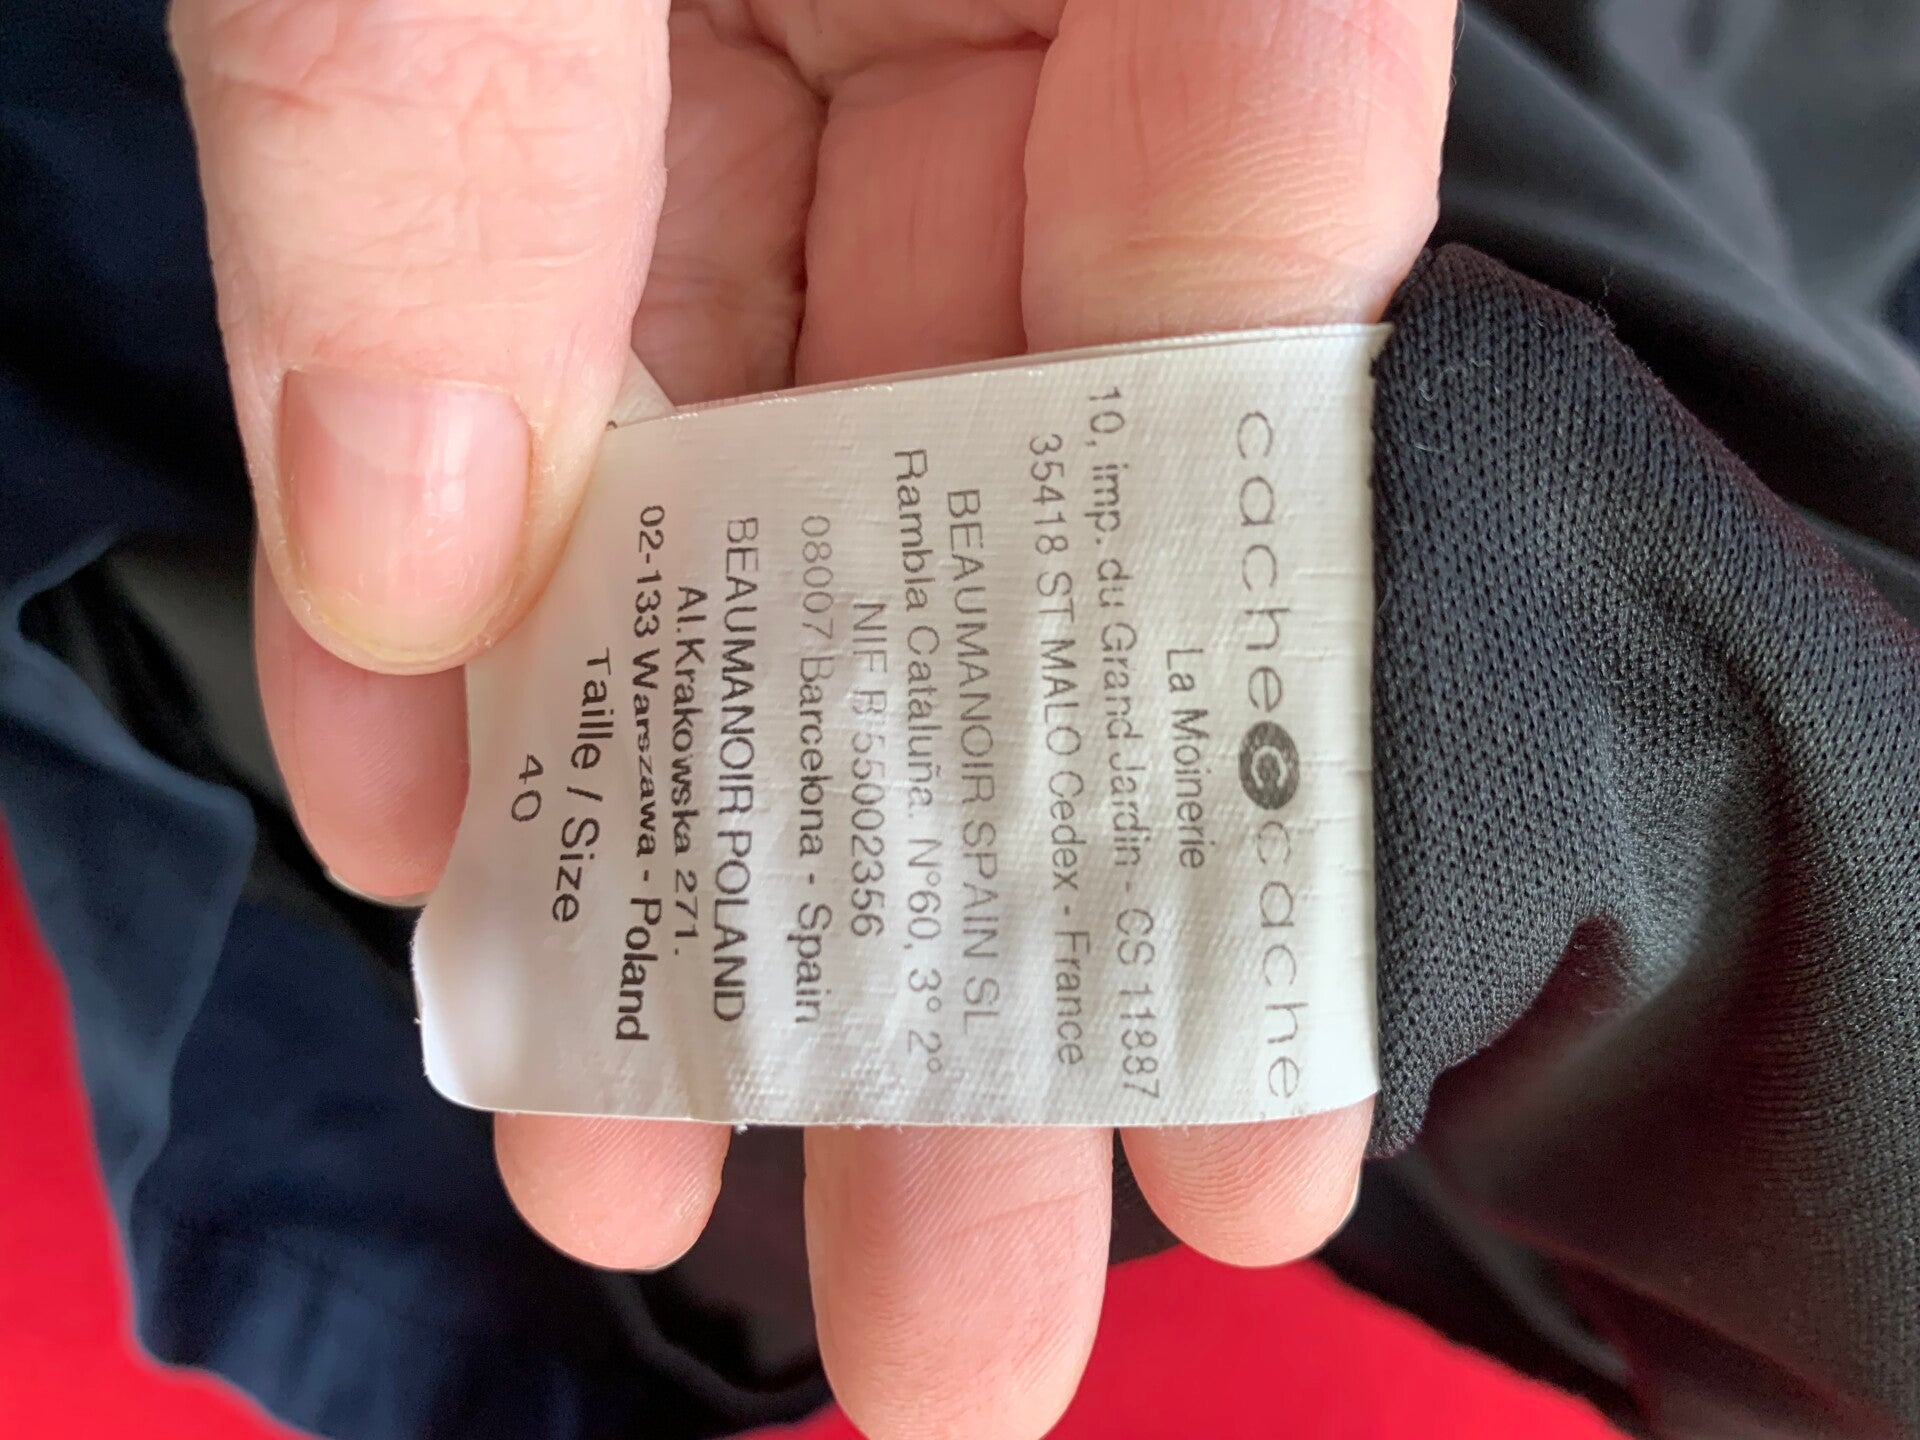 cache c cache
La Moinerie
10, imp. du Grand Jardin - CS 11887
35418 ST MALO Cedex - France
BEAUMANOIR SPAIN SL
Rambla Cataluña. N°60, 3° 2°
NIF B55002356
08007 Barcelona - Spain
BEAUMANOIR POLAND
Al.Krakowska 271.
02-133 Warszawa - Poland
Taille / Size
40